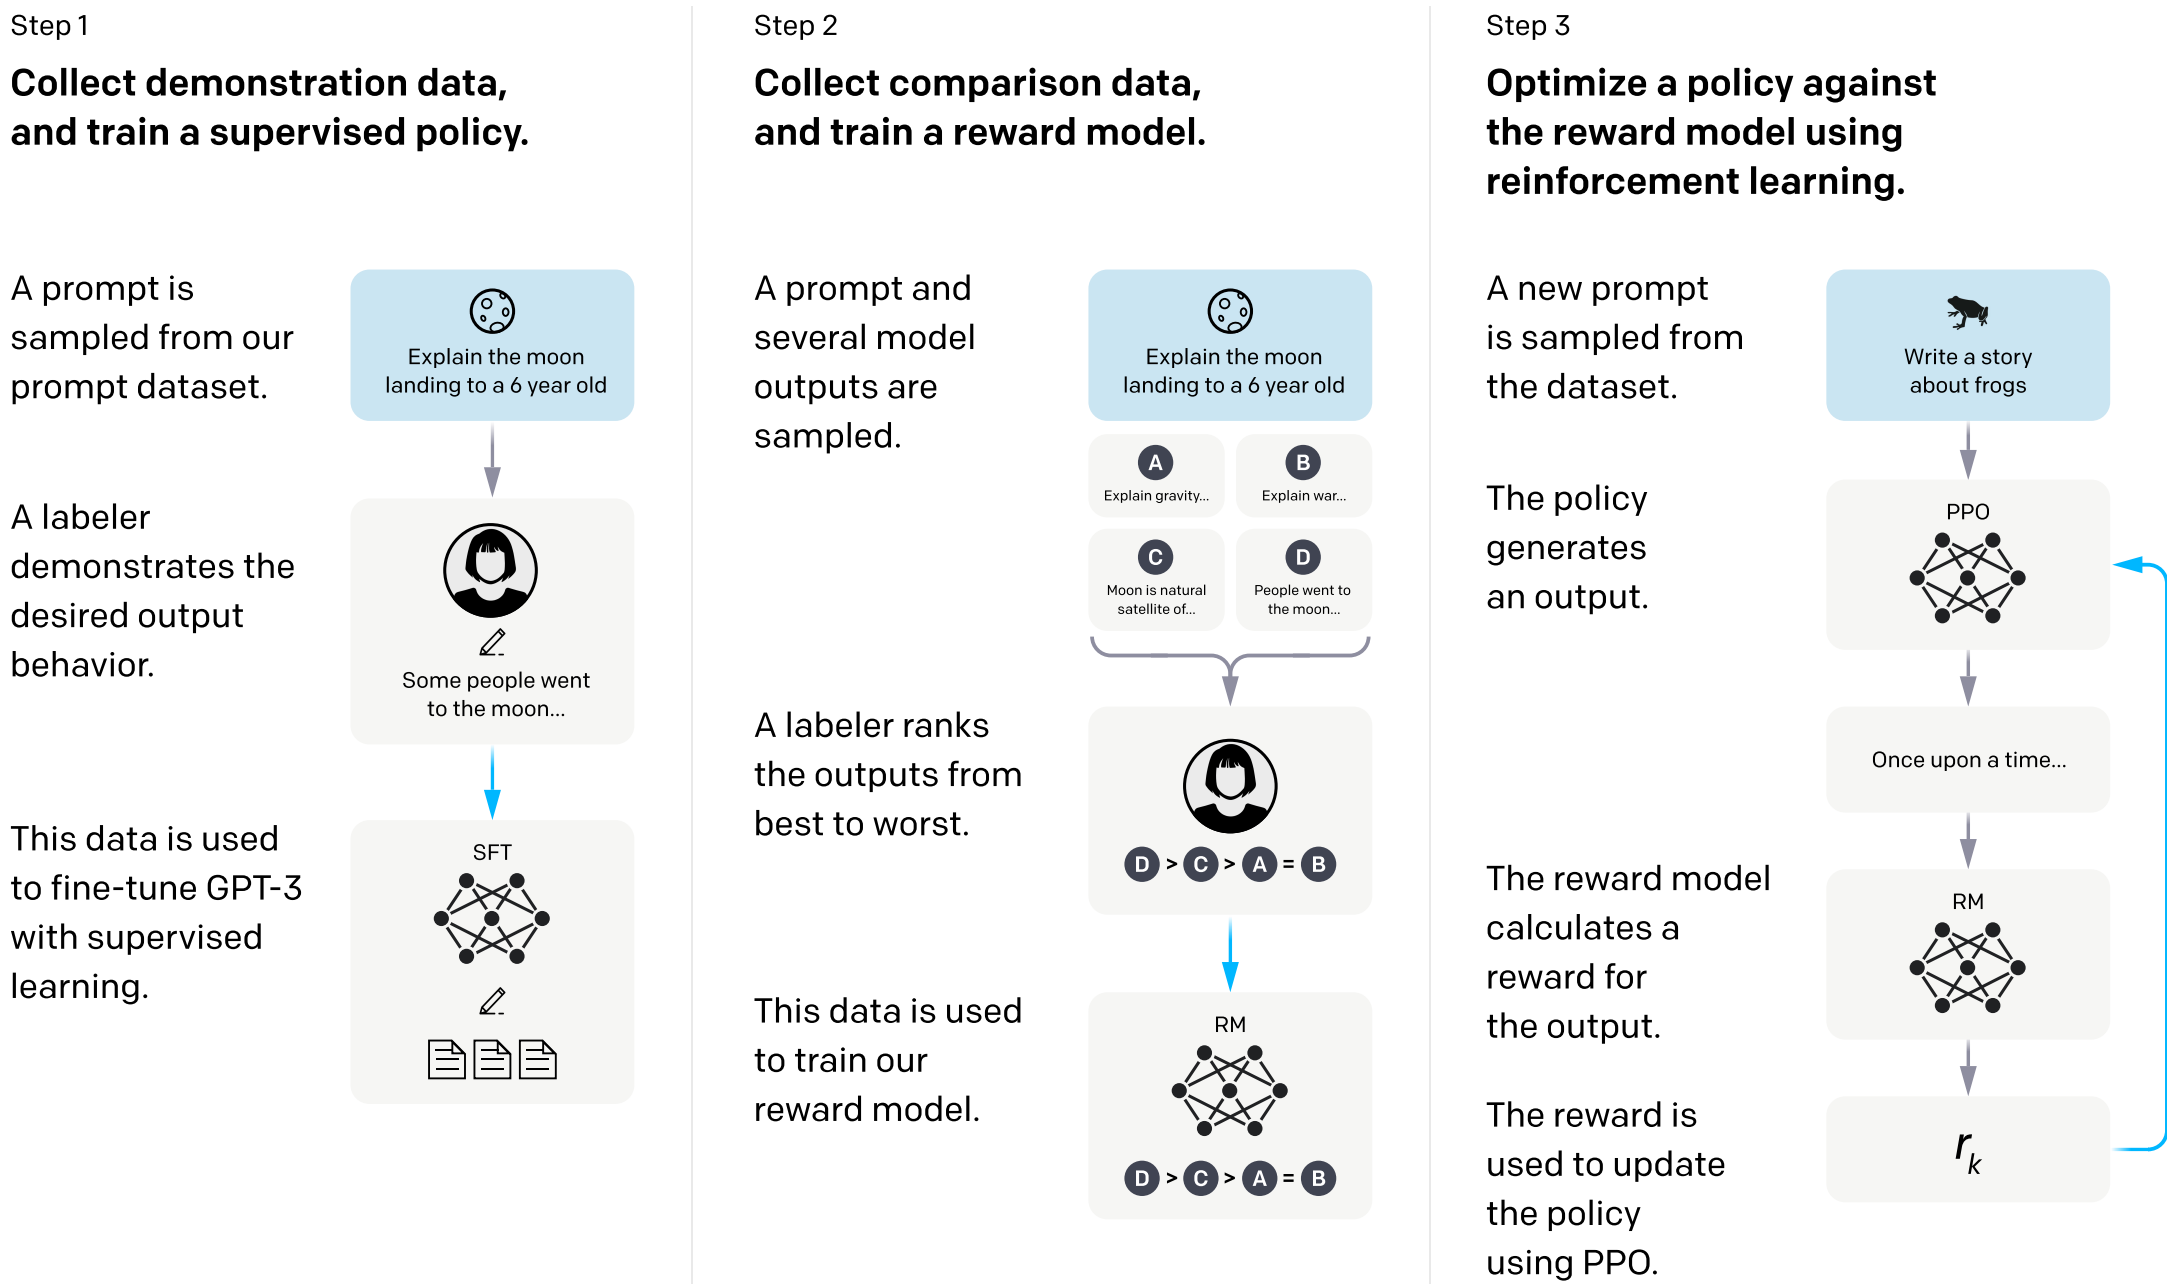 Step 1
Collect demonstration data,
and train a supervised policy.
A prompt is
sampled from our
prompt dataset.
Explain the moon
landing to a 6 year old
A labeler
demonstrates the
desired output
behavior.
Some people went
to the moon...
This data is used
to fine-tune GPT-3
with supervised
learning.
SFT
Step 2
Collect comparison data,
and train a reward model.
A prompt and
several model
outputs are
sampled.
Explain the moon
landing to a 6 year old
A
Explain gravity...
B
Explain war...
C
Moon is natural
satellite of...
D
People went to
the moon...
A labeler ranks
the outputs from
best to worst.
D > C > A = B
This data is used
to train our
reward model.
RM
D > C > A = B
Step 3
Optimize a policy against
the reward model using
reinforcement learning.
A new prompt
is sampled from
the dataset.
Write a story
about frogs
The policy
generates
an output.
PPO
Once upon a time...
The reward model
calculates a
reward for
the output.
RM
The reward is
used to update
the policy
using PPO.
r_k